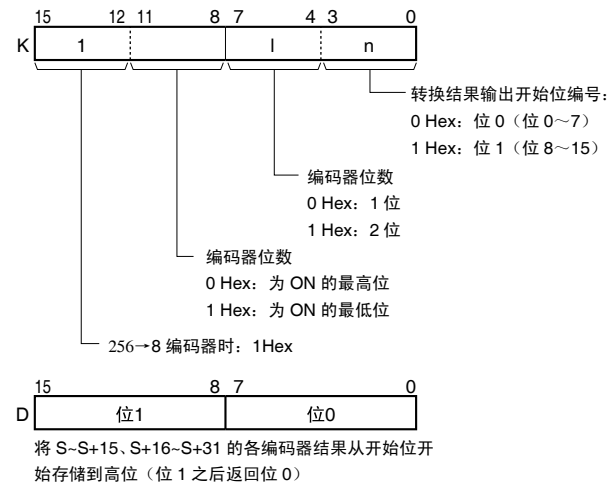 15 12 11 8 7 4 3 0
K 1 l n
转换结果输出开始位编号：
0 Hex：位 0（位 0～7）
1 Hex：位 1（位 8～15）
编码器位数
0 Hex：1 位
1 Hex：2 位
编码器位数
0 Hex：为 ON 的最高位
1 Hex：为 ON 的最低位
256→8 编码器时：1Hex
15 8 7 0
D 位1 位0
将 S~S+15、S+16~S+31 的各编码器结果从开始位开
始存储到高位（位 1 之后返回位 0）